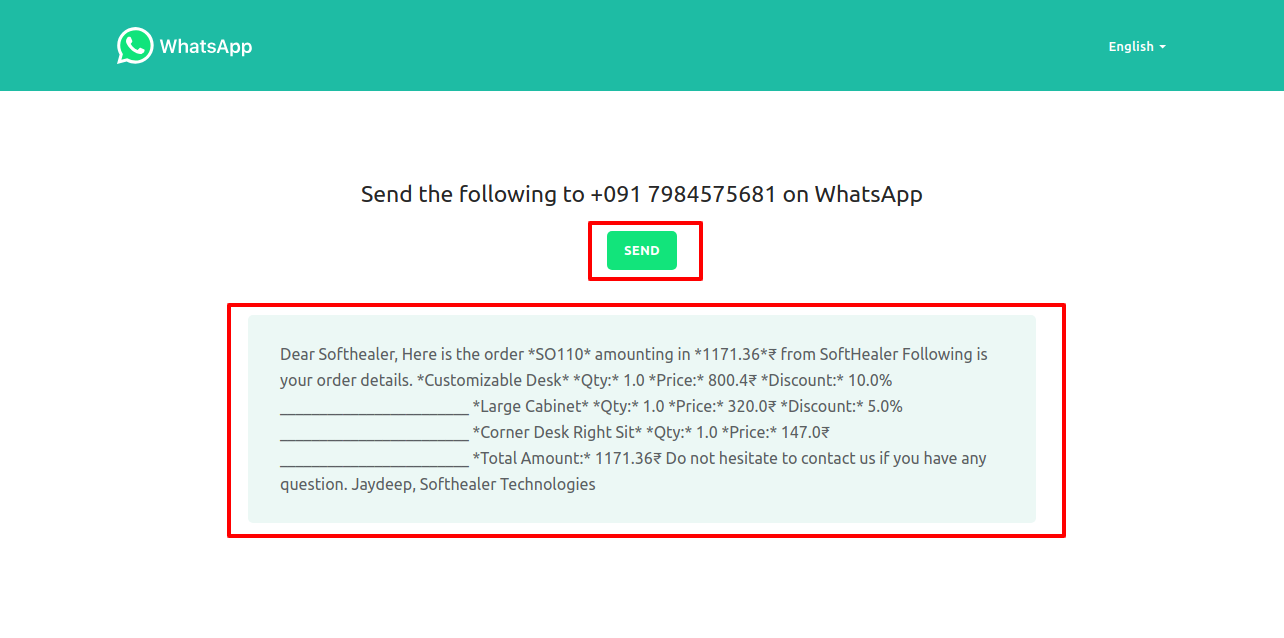 WhatsApp
English
Send the following to +091 7984575681 on WhatsApp
SEND
Dear Softhealer, Here is the order *SO110* amounting in *1171.36*₹ from SoftHealer Following is
your order details. *Customizable Desk* *Qty:* 1.0 *Price:* 800.4₹ *Discount:* 10.0%
________________________ *Large Cabinet* *Qty:* 1.0 *Price:* 320.0₹ *Discount:* 5.0%
________________________ *Corner Desk Right Sit* *Qty:* 1.0 *Price:* 147.0₹
________________________ *Total Amount:* 1171.36₹ Do not hesitate to contact us if you have any
question. Jaydeep, Softhealer Technologies